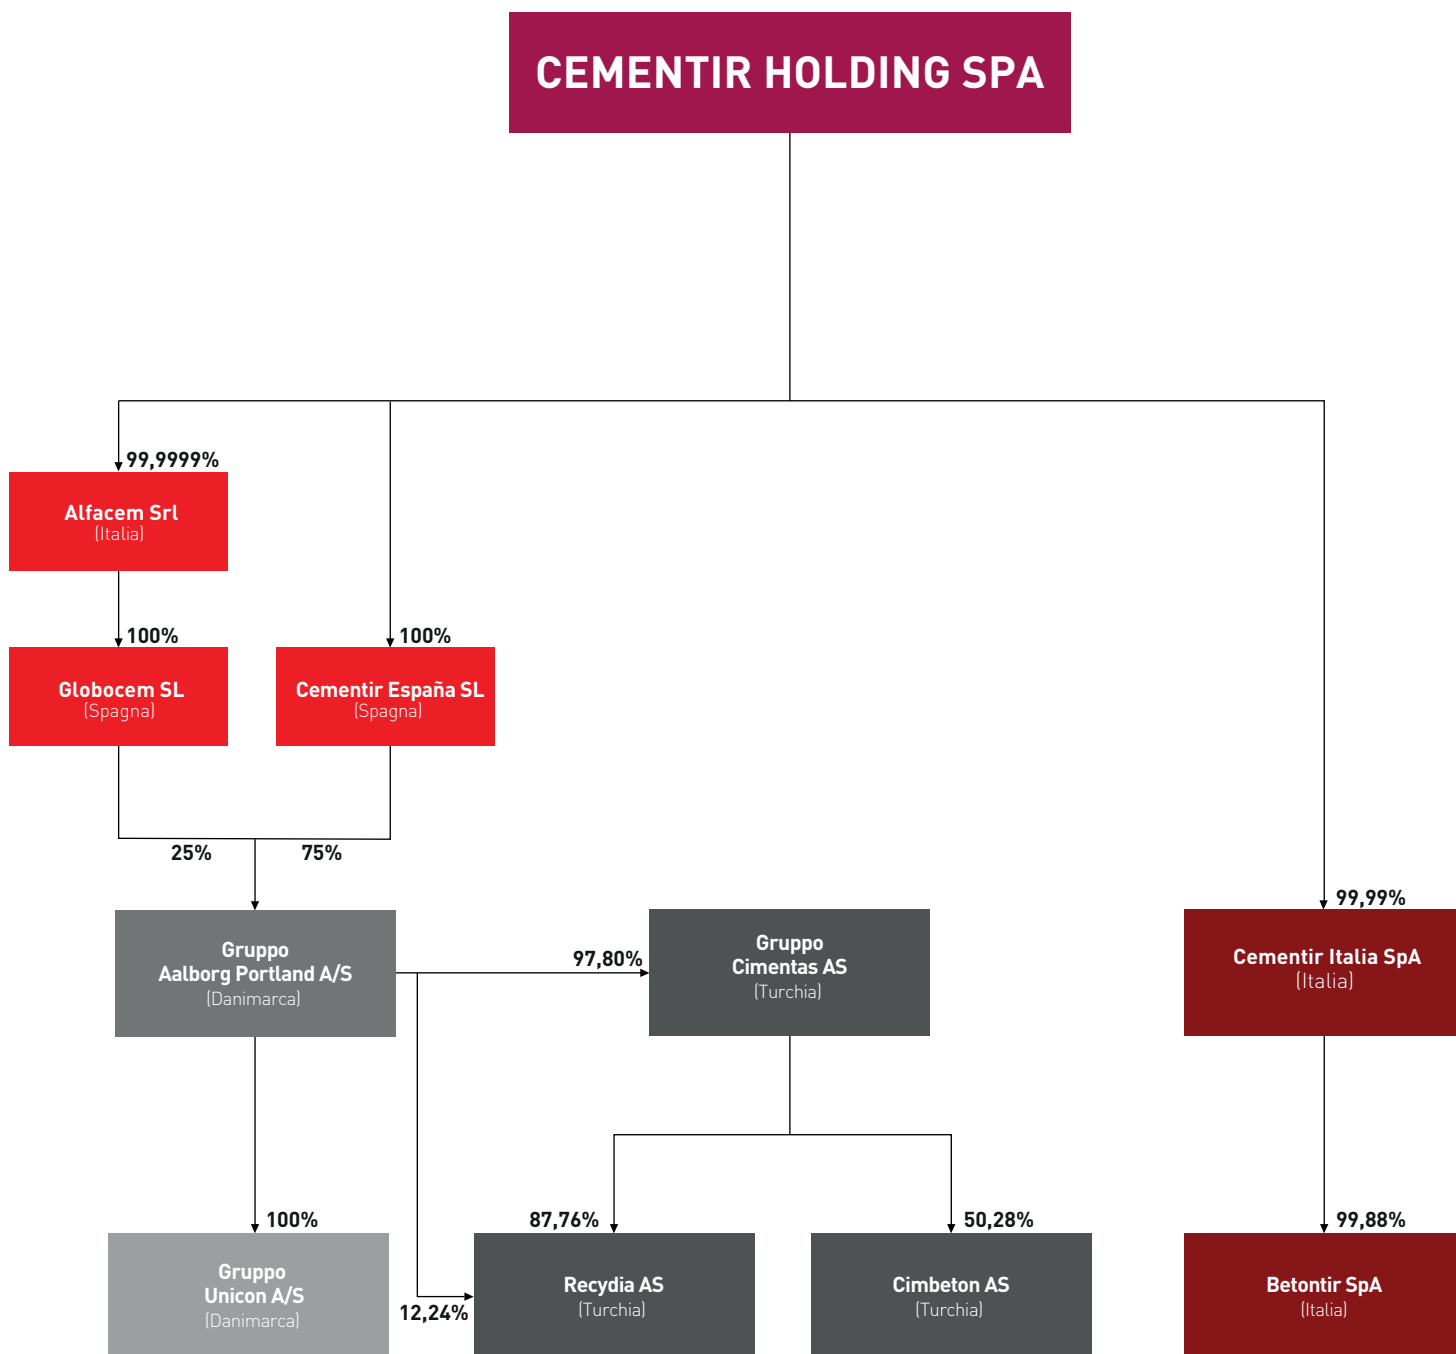 CEMENTIR HOLDING SPA
99,9999%
Alfacem Srl
(Italia)
100%
Globocem SL
(Spagna)
100%
Cementir España SL
(Spagna)
25%
75%
Gruppo
Aalborg Portland A/S
(Danimarca)
97,80%
Gruppo
Cimentas AS
(Turchia)
99,99%
Cementir Italia SpA
(Italia)
100%
Gruppo
Unicon A/S
(Danimarca)
12,24%
87,76%
Recydia AS
(Turchia)
50,28%
Cimbeton AS
(Turchia)
99,88%
Betontir SpA
(Italia)